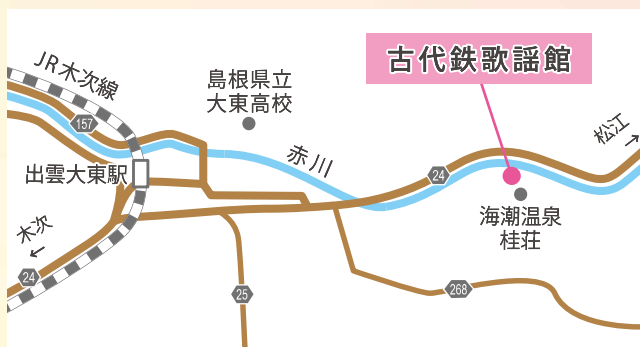 JR木次線
島根県立
大東高校
古代鉄歌謡館
松江
→
157
赤川
24
出雲大東駅
海潮温泉
桂荘
木次
←
24
25
268